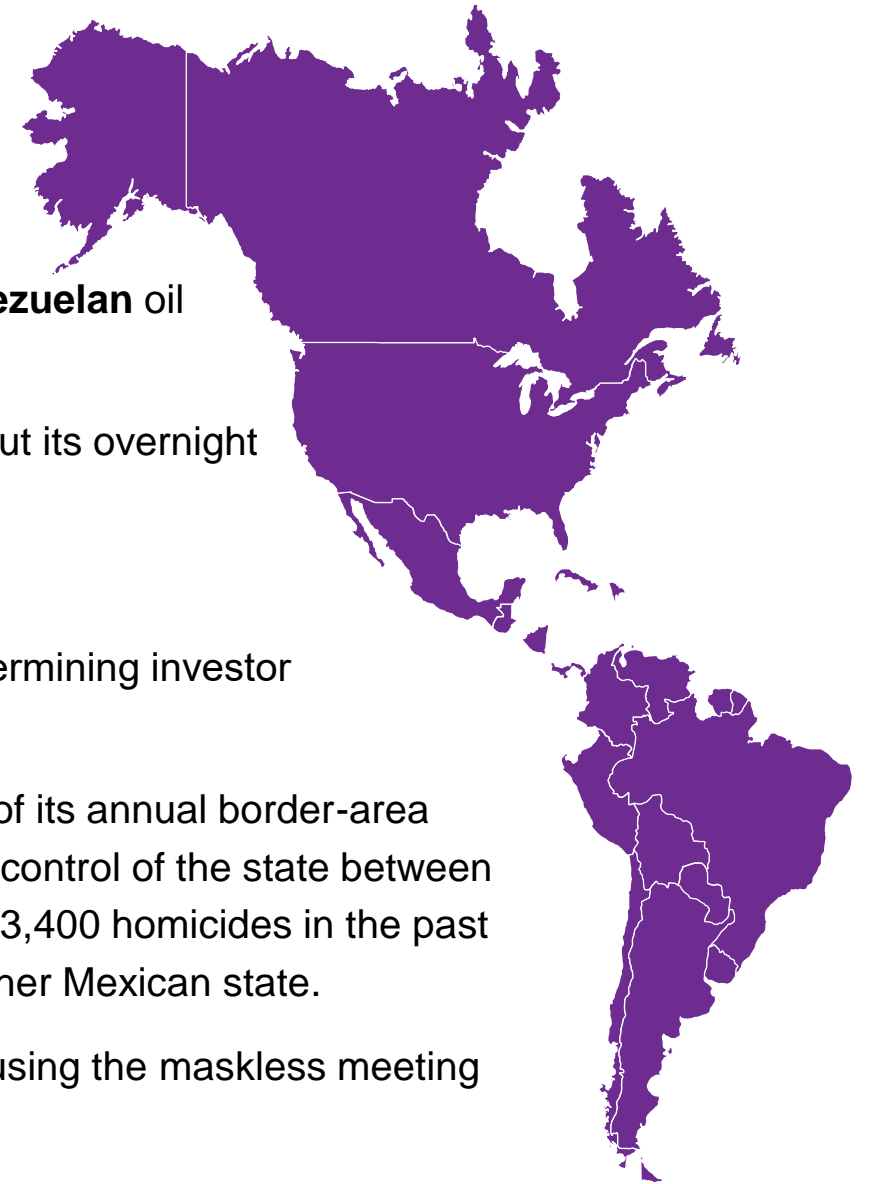 ezuelan oil
ut its overnight
ermining investor
of its annual border-area
control of the state between
3,400 homicides in the past
ner Mexican state.
using the maskless meeting